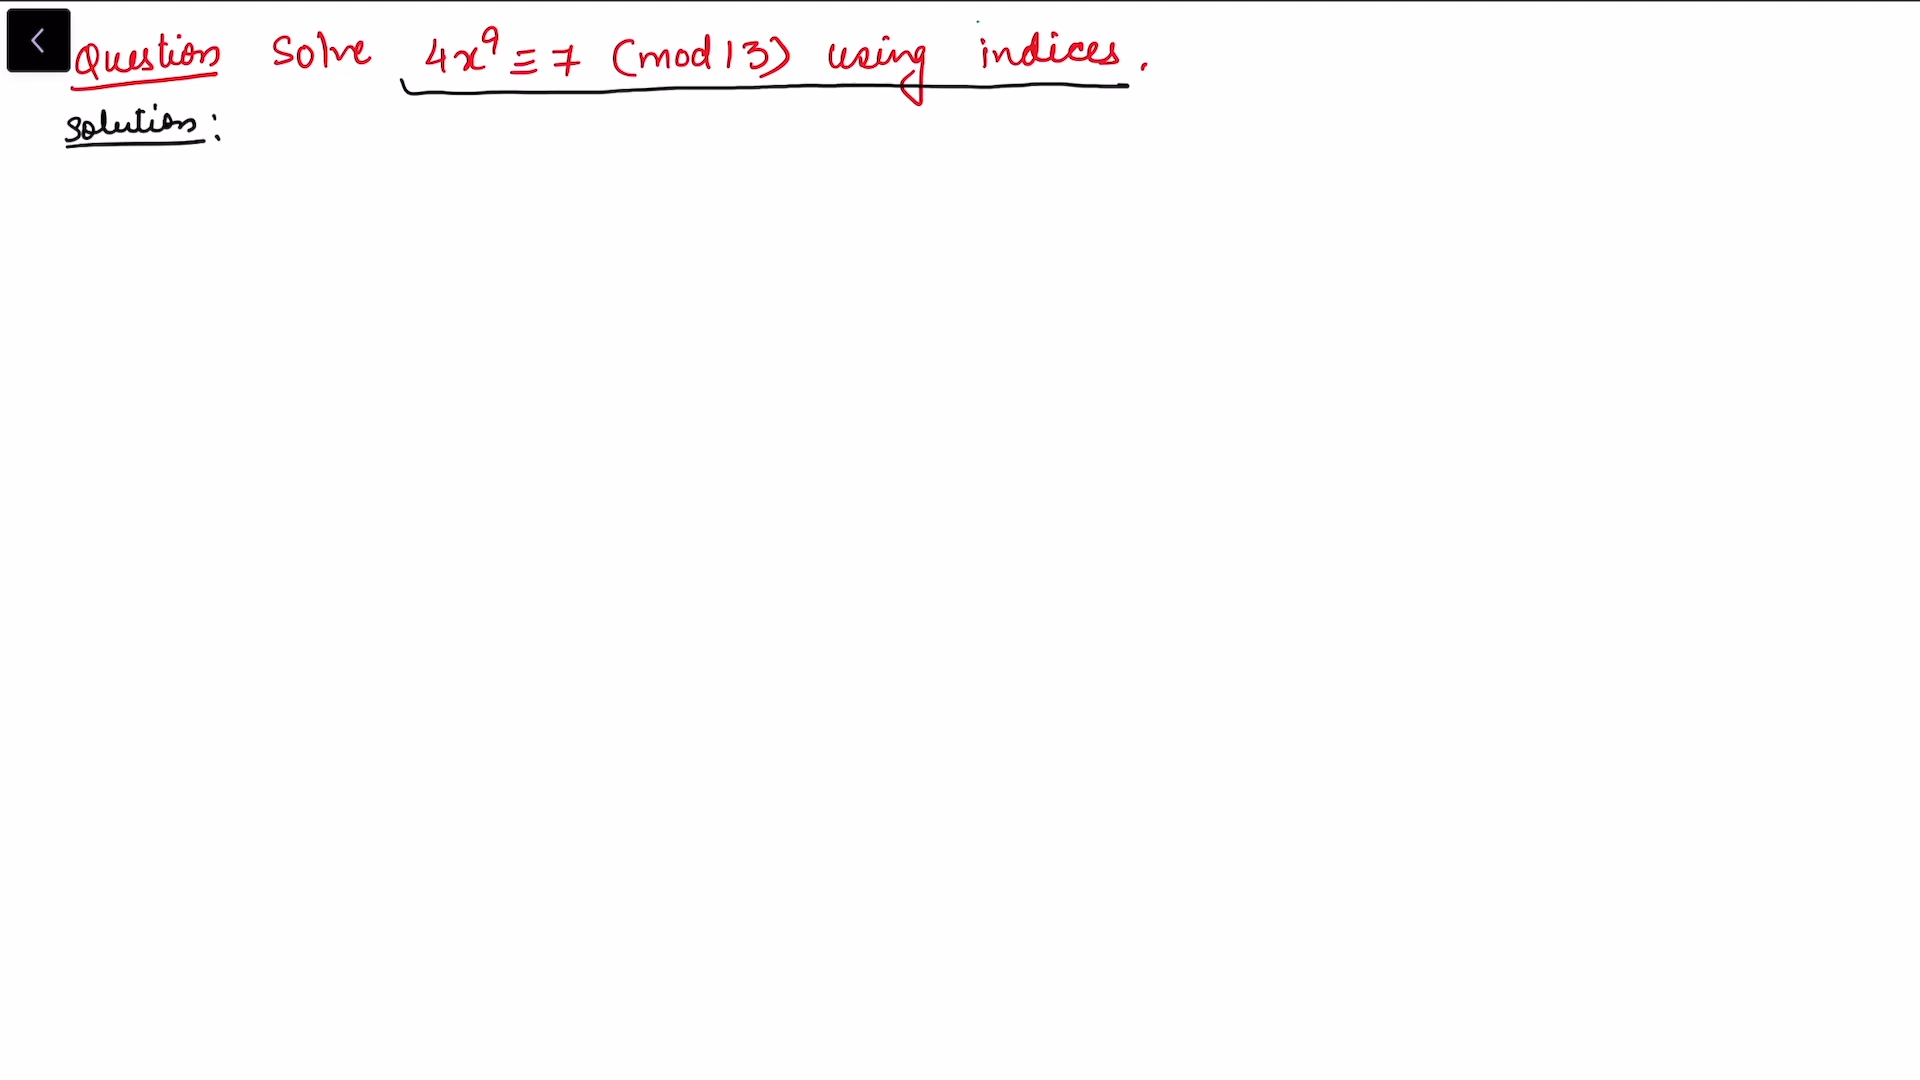 Question Solve 4x⁹ ≡ 7 (mod 13) using indices.
Solution: